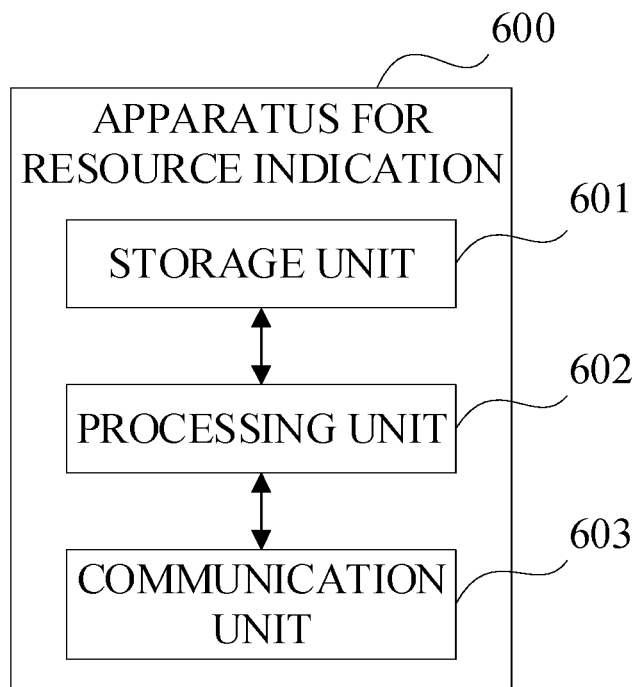 600
APPARATUS FOR
RESOURCE INDICATION
601
STORAGE UNIT
602
PROCESSING UNIT
603
COMMUNICATION
UNIT